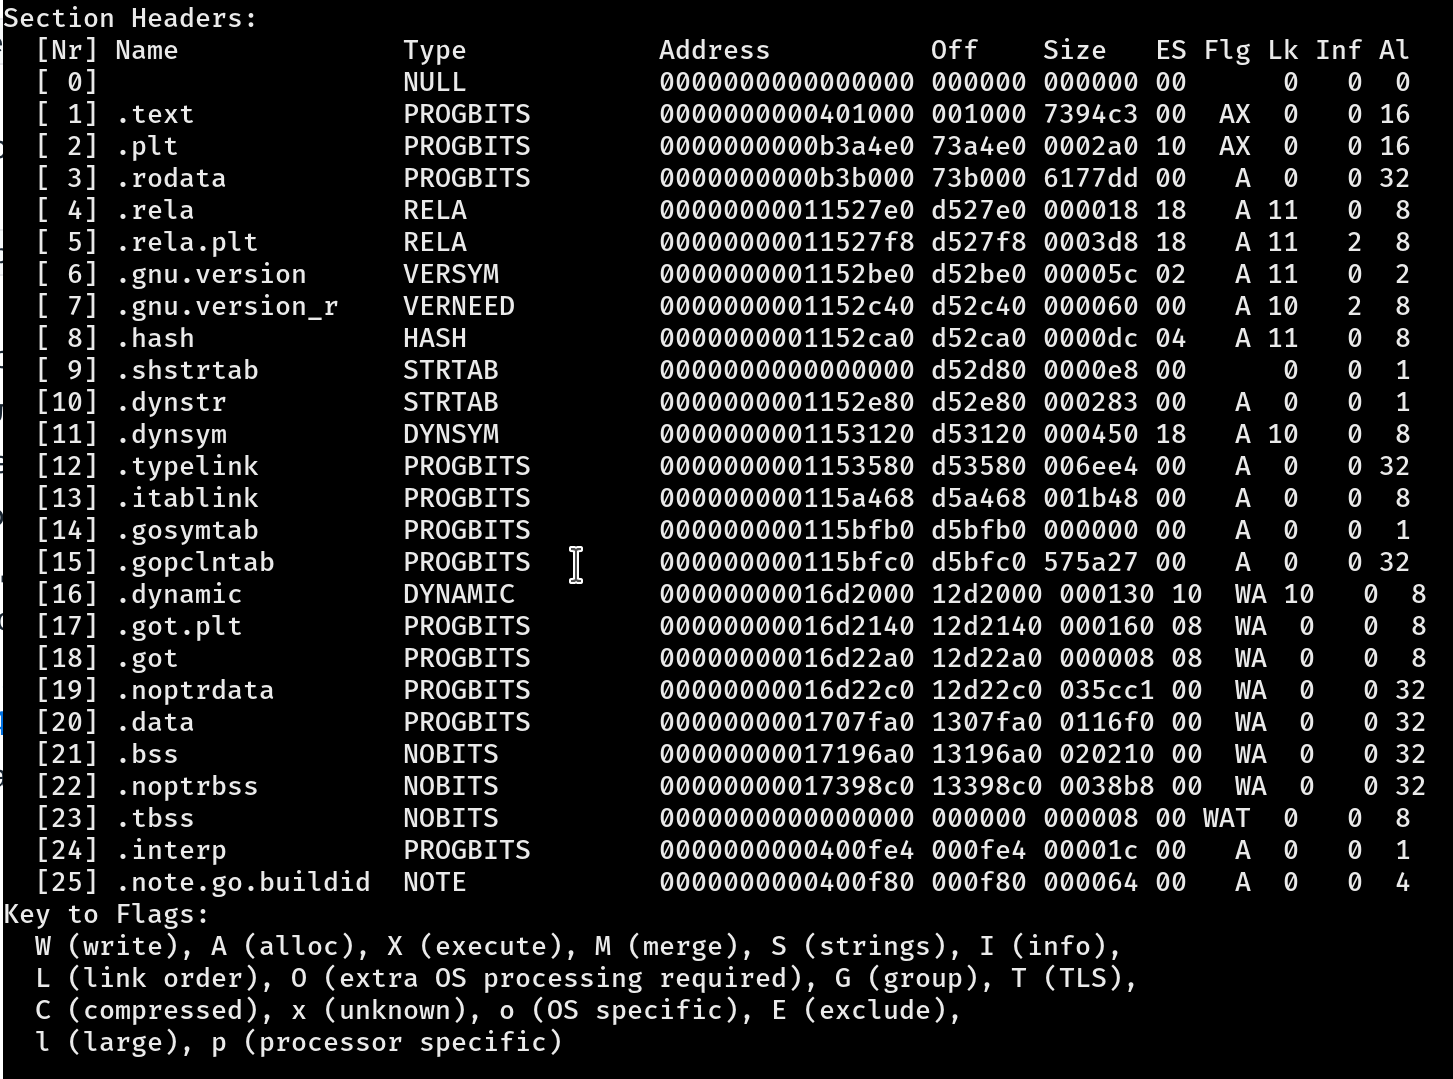 Section Headers:
  [Nr] Name              Type            Address          Off    Size   ES Flg Lk Inf Al
  [ 0]                   NULL            0000000000000000 000000 000000 00      0   0  0
  [ 1] .text             PROGBITS        0000000000401000 001000 7394c3 00  AX  0   0 16
  [ 2] .plt              PROGBITS        0000000000b3a4e0 73a4e0 0002a0 10  AX  0   0 16
  [ 3] .rodata           PROGBITS        0000000000b3b000 73b000 6177dd 00   A  0   0 32
  [ 4] .rela             RELA            00000000011527e0 d527e0 000018 18   A 11   0  8
  [ 5] .rela.plt         RELA            00000000011527f8 d527f8 0003d8 18   A 11   2  8
  [ 6] .gnu.version      VERSYM          0000000001152be0 d52be0 00005c 02   A 11   0  2
  [ 7] .gnu.version_r    VERNEED         0000000001152c40 d52c40 000060 00   A 10   2  8
  [ 8] .hash             HASH            0000000001152ca0 d52ca0 0000dc 04   A 11   0  8
  [ 9] .shstrtab         STRTAB          0000000000000000 d52d80 0000e8 00      0   0  1
  [10] .dynstr           STRTAB          0000000001152e80 d52e80 000283 00   A  0   0  1
  [11] .dynsym           DYNSYM          0000000001153120 d53120 000450 18   A 10   0  8
  [12] .typelink         PROGBITS        0000000001153580 d53580 006ee4 00   A  0   0 32
  [13] .itablink         PROGBITS        000000000115a468 d5a468 001b48 00   A  0   0  8
  [14] .gosymtab         PROGBITS        000000000115bfb0 d5bfb0 000000 00   A  0   0  1
  [15] .gopclntab        PROGBITS        000000000115bfc0 d5bfc0 575a27 00   A  0   0 32
  [16] .dynamic          DYNAMIC         00000000016d2000 12d2000 000130 10  WA 10   0  8
  [17] .got.plt          PROGBITS        00000000016d2140 12d2140 000160 08  WA  0   0  8
  [18] .got              PROGBITS        00000000016d22a0 12d22a0 000008 08  WA  0   0  8
  [19] .noptrdata        PROGBITS        00000000016d22c0 12d22c0 035cc1 00  WA  0   0 32
  [20] .data             PROGBITS        0000000001707fa0 1307fa0 0116f0 00  WA  0   0 32
  [21] .bss              NOBITS          00000000017196a0 13196a0 020210 00  WA  0   0 32
  [22] .noptrbss         NOBITS          00000000017398c0 13398c0 0038b8 00  WA  0   0 32
  [23] .tbss             NOBITS          0000000000000000 000000 000008 00 WAT  0   0  8
  [24] .interp           PROGBITS        0000000000400fe4 000fe4 00001c 00   A  0   0  1
  [25] .note.go.buildid  NOTE            0000000000400f80 000f80 000064 00   A  0   0  4
Key to Flags:
  W (write), A (alloc), X (execute), M (merge), S (strings), I (info),
  L (link order), O (extra OS processing required), G (group), T (TLS),
  C (compressed), x (unknown), o (OS specific), E (exclude),
  l (large), p (processor specific)